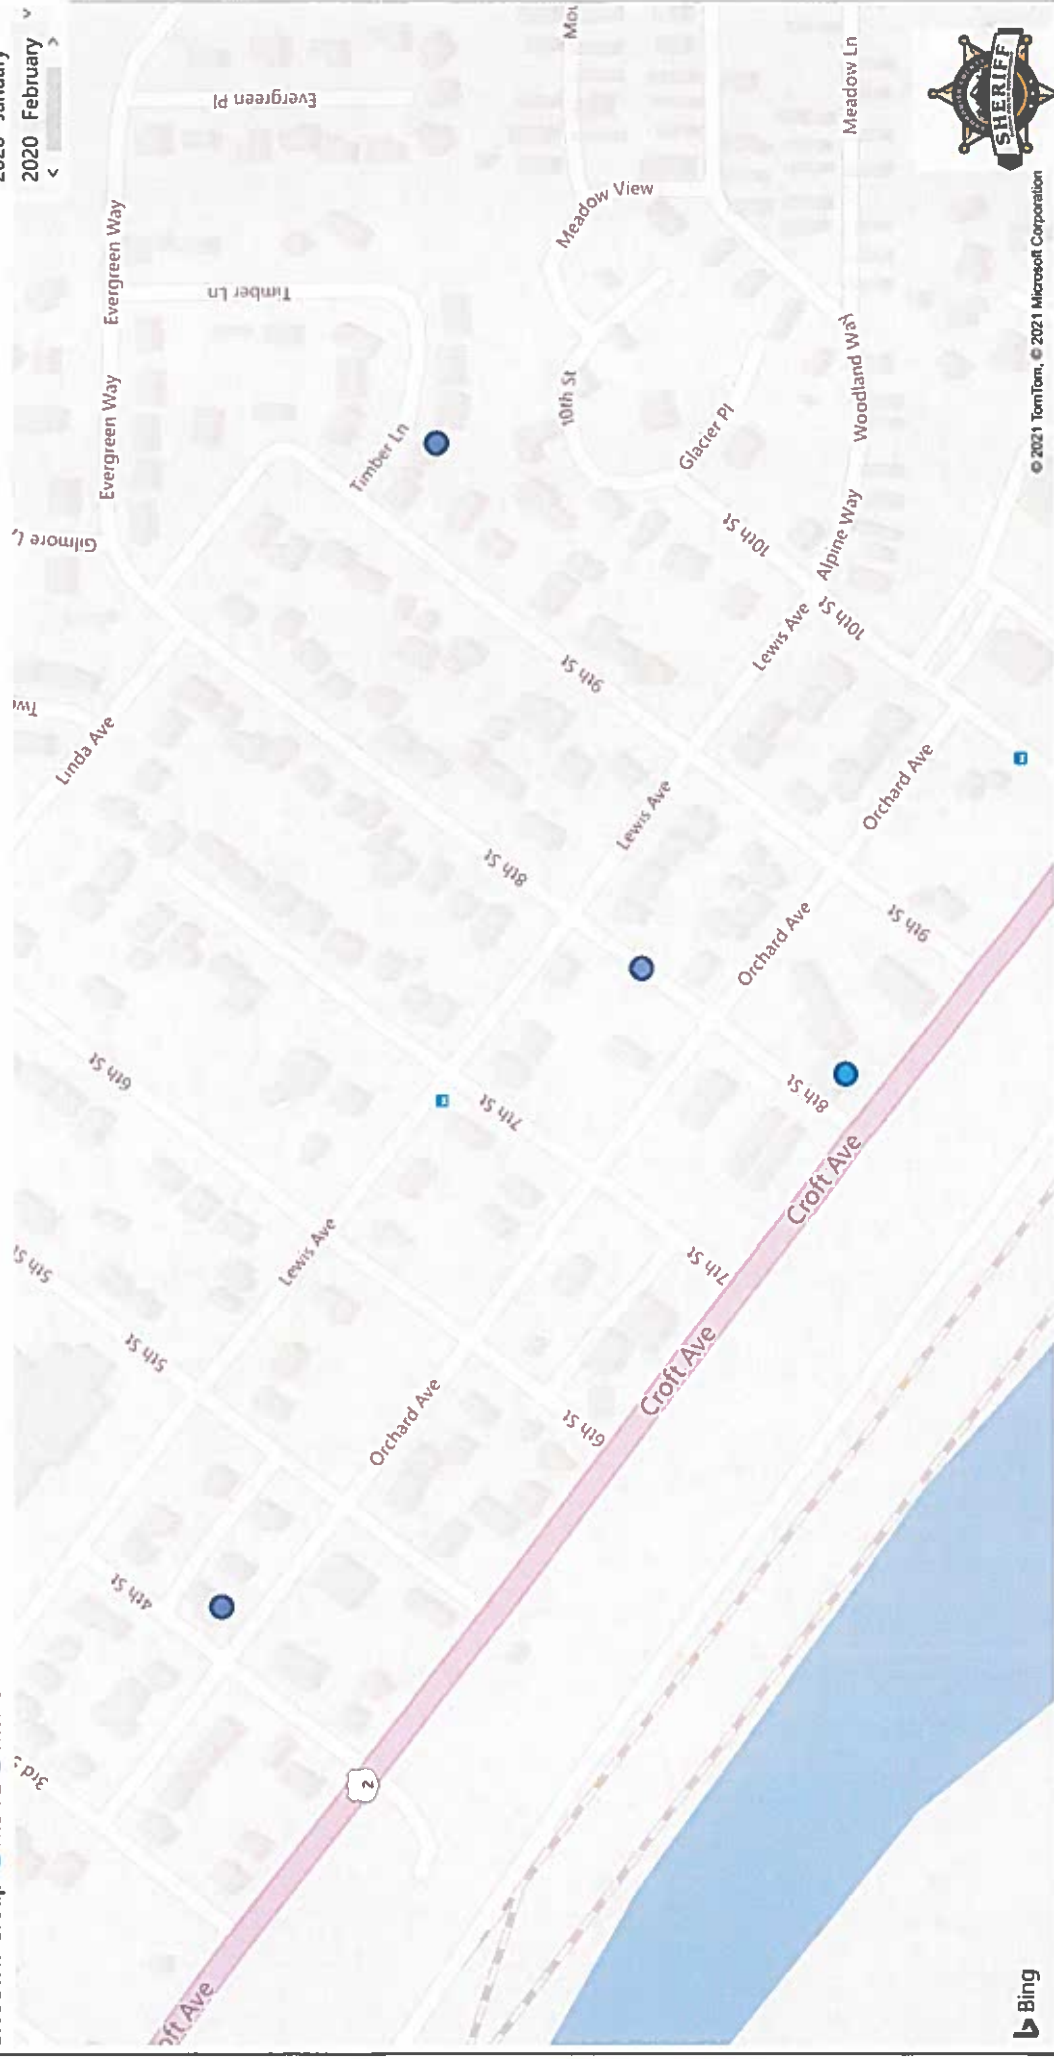 2020 February
Evergreen Pl
Evergreen Way
Evergreen Way
Timber Ln
Timber Ln
Meadow View
Meadow Ln
Woodland Way
Alpine Way
Glacier Pl
10th St
10th St
10th St
Linda Ave
9th St
9th St
8th St
8th St
Lewis Ave
Lewis Ave
Lewis Ave
Orchard Ave
Orchard Ave
Orchard Ave
7th St
7th St
6th St
6th St
5th St
5th St
4th St
Croft Ave
Croft Ave
2
SHERIFF
Bing
© 2021 TomTom, © 2021 Microsoft Corporation